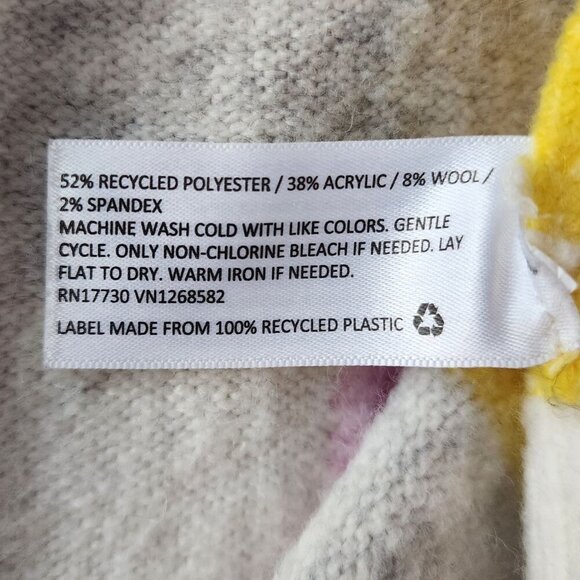 52% RECYCLED POLYESTER / 38% ACRYLIC / 8% WOOL /
2% SPANDEX
MACHINE WASH COLD WITH LIKE COLORS. GENTLE
CYCLE. ONLY NON-CHLORINE BLEACH IF NEEDED. LAY
FLAT TO DRY. WARM IRON IF NEEDED.
RN17730 VN1268582
LABEL MADE FROM 100% RECYCLED PLASTIC